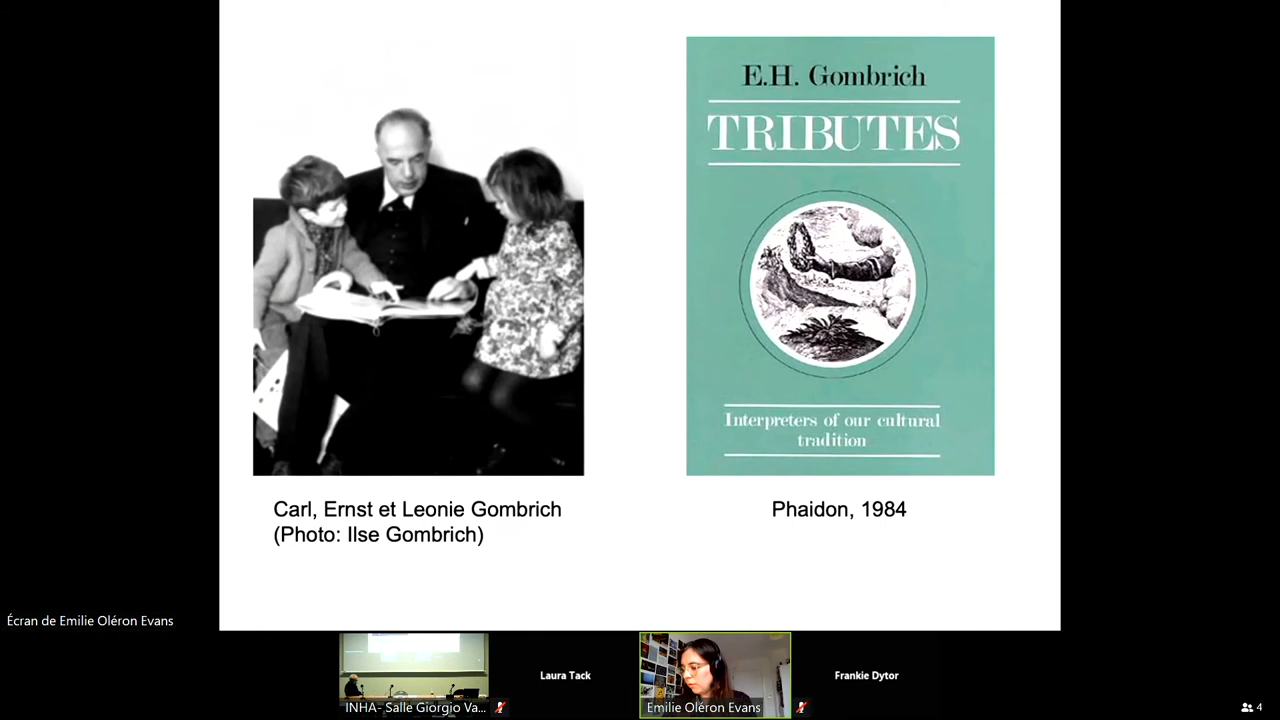 E.H. Gombrich
TRIBUTES
Interpreters of our cultural
tradition
Carl, Ernst et Leonie Gombrich
(Photo: Ilse Gombrich)
Phaidon, 1984
Écran de Emilie Oléron Evans
INHA- Salle Giorgio Va...
Laura Tack
Emilie Oléron Evans
Frankie Dytor
4